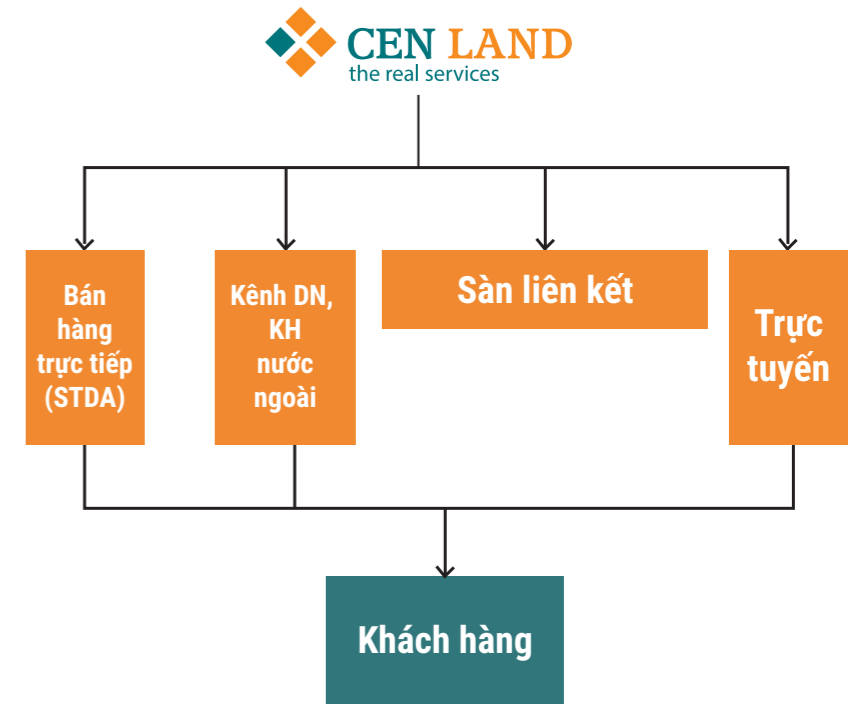 CEN LAND
the real services
Bán
hàng
trực tiếp
(STDA)
Kênh DN,
KH
nước
ngoài
Sàn liên kết
Trực
tuyến
Khách hàng